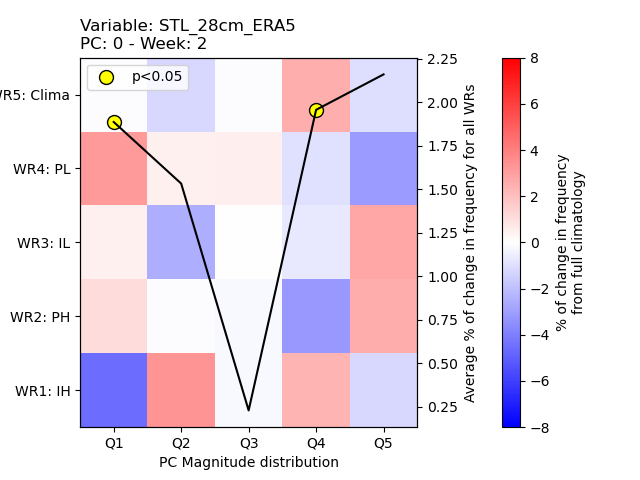 Variable: STL_28cm_ERA5
PC: 0 - Week: 2
p<0.05
WR5: Clima
WR4: PL
WR3: IL
WR2: PH
WR1: IH
Q1 Q2 Q3 Q4 Q5
PC Magnitude distribution
2.25
2.00
1.75
1.50
1.25
1.00
0.75
0.50
0.25
Average % of change in frequency for all WRs
8
6
4
2
0
−2
−4
−6
−8
% of change in frequency
from full climatology